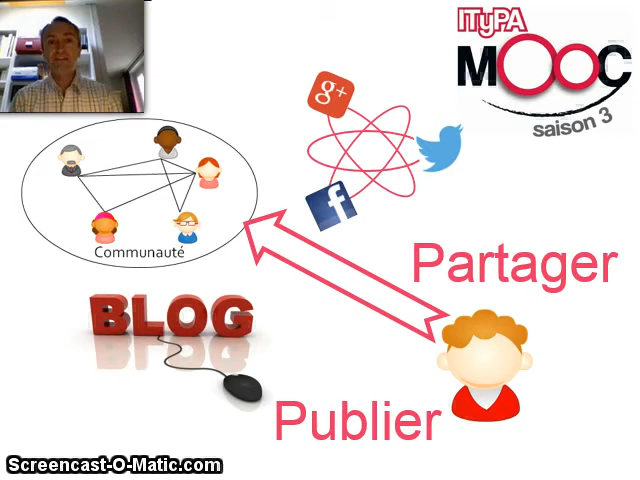 ITyPA
MOOC
saison 3
g+
f
Communauté
Partager
BLOG
Publier
Screencast-O-Matic.com